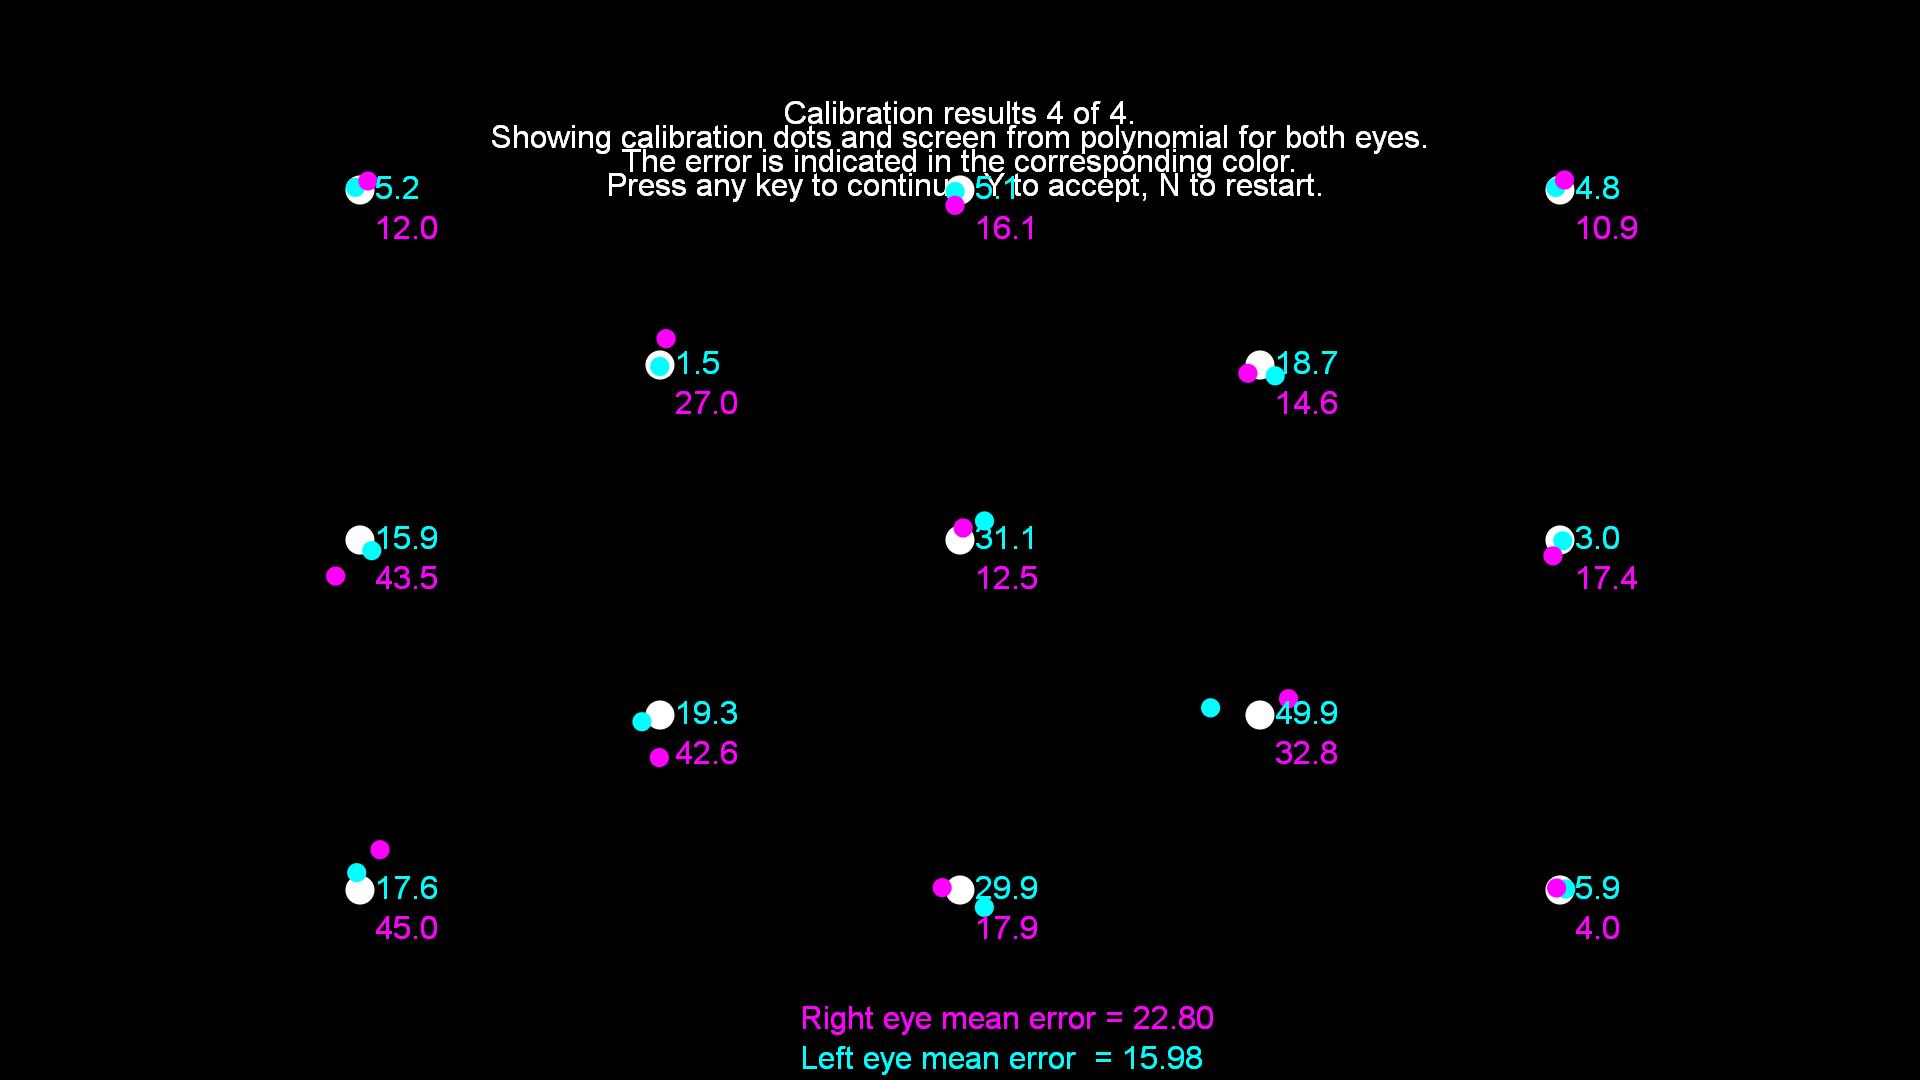 Calibration results 4 of 4.
Showing calibration dots and screen from polynomial for both eyes.
The error is indicated in the corresponding color.
Press any key to continue, Y to accept, N to restart.
5.2 5.1 4.8
12.0 16.1 10.9
1.5 18.7
27.0 14.6
15.9 31.1 3.0
43.5 12.5 17.4
19.3 49.9
42.6 32.8
17.6 29.9 5.9
45.0 17.9 4.0
Right eye mean error = 22.80
Left eye mean error = 15.98